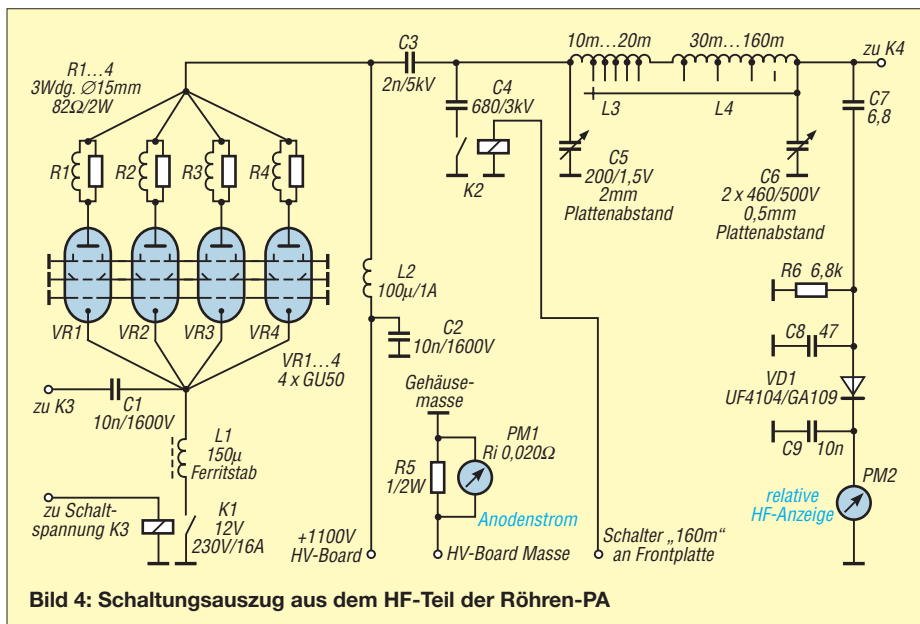 R1...4
3Wdg. Ø15mm
82Ω/2W
R1
R2
R3
R4
VR1
VR2
VR3
VR4
VR1...4
4 x GU50
zu K3
C1
10n/1600V
L1
150µ
Ferritstab
zu Schalt-
spannung K3
K1
12V
230V/16A
C3
2n/5kV
C4
680/3kV
K2
L2
100µ/1A
C2
10n/1600V
Gehäuse-
masse
R5
1/2W
PM1
Ri 0,020Ω
Anodenstrom
+1100V
HV-Board
HV-Board Masse
Schalter „160m“
an Frontplatte
10m...20m
30m...160m
zu K4
L3
L4
C5
200/1,5V
2mm
Plattenabstand
C6
2 x 460/500V
0,5mm
Plattenabstand
C7
6,8
R6 6,8k
C8 47
VD1
UF4104/GA109
C9 10n
PM2
relative
HF-Anzeige
Bild 4: Schaltungsauszug aus dem HF-Teil der Röhren-PA